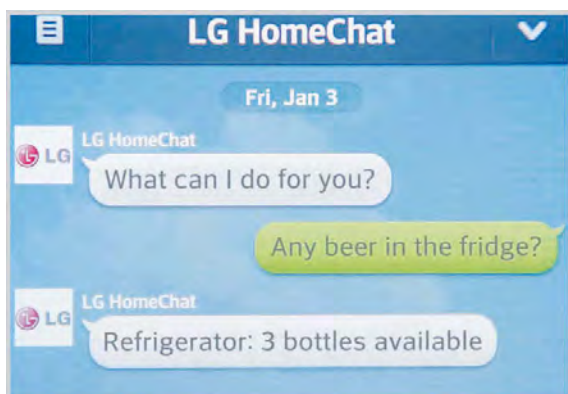 LG HomeChat
Fri, Jan 3
LG HomeChat
LG
What can I do for you?
Any beer in the fridge?
LG HomeChat
LG
Refrigerator: 3 bottles available